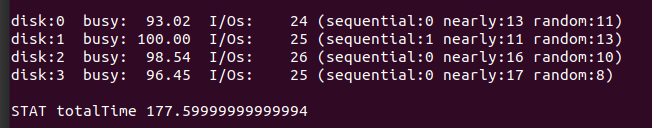 disk:0  busy:  93.02  I/Os:    24 (sequential:0 nearly:13 random:11)
disk:1  busy: 100.00  I/Os:    25 (sequential:1 nearly:11 random:13)
disk:2  busy:  98.54  I/Os:    26 (sequential:0 nearly:16 random:10)
disk:3  busy:  96.45  I/Os:    25 (sequential:0 nearly:17 random:8)
STAT totalTime 177.59999999999994